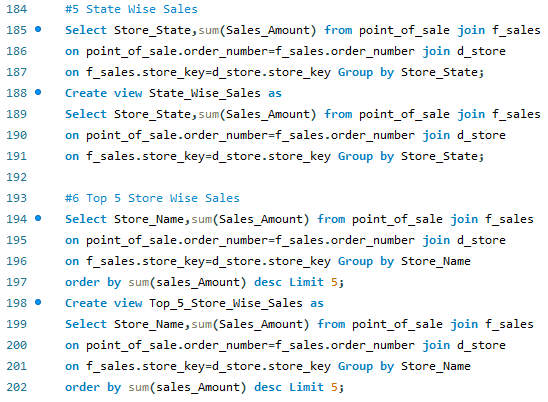 184 #5 State Wise Sales
185 Select Store_State,sum(Sales_Amount) from point_of_sale join f_sales
186 on point_of_sale.order_number=f_sales.order_number join d_store
187 on f_sales.store_key=d_store.store_key Group by Store_State;
188 Create view State_Wise_Sales as
189 Select Store_State,sum(Sales_Amount) from point_of_sale join f_sales
190 on point_of_sale.order_number=f_sales.order_number join d_store
191 on f_sales.store_key=d_store.store_key Group by Store_State;
192
193 #6 Top 5 Store Wise Sales
194 Select Store_Name,sum(Sales_Amount) from point_of_sale join f_sales
195 on point_of_sale.order_number=f_sales.order_number join d_store
196 on f_sales.store_key=d_store.store_key Group by Store_Name
197 order by sum(sales_Amount) desc Limit 5;
198 Create view Top_5_Store_Wise_Sales as
199 Select Store_Name,sum(Sales_Amount) from point_of_sale join f_sales
200 on point_of_sale.order_number=f_sales.order_number join d_store
201 on f_sales.store_key=d_store.store_key Group by Store_Name
202 order by sum(sales_Amount) desc Limit 5;